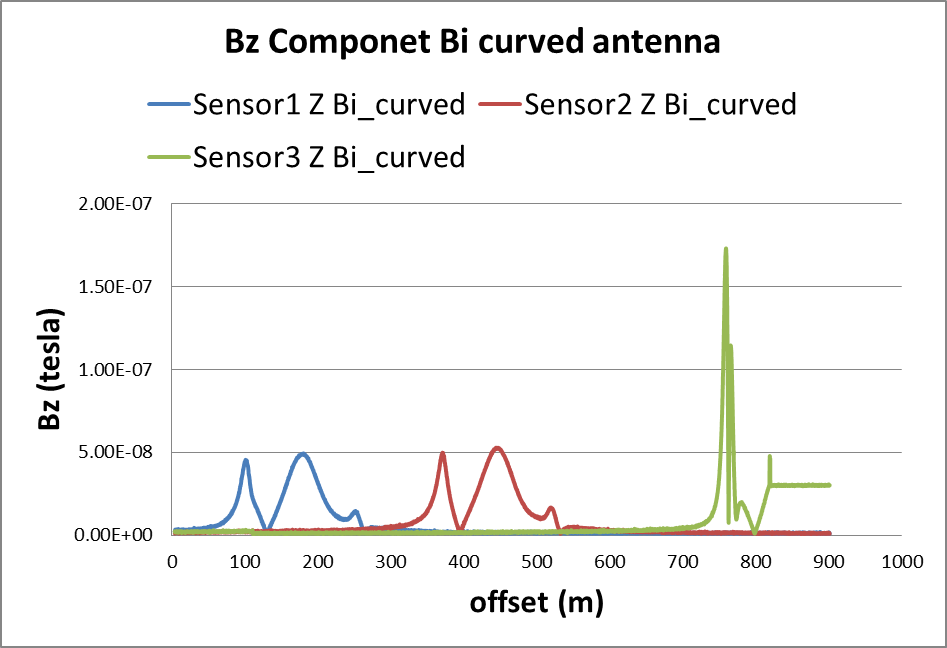 Bz Componet Bi curved antenna
Sensor1 Z Bi_curved Sensor2 Z Bi_curved
Sensor3 Z Bi_curved
2.00E-07
1.50E-07
1.00E-07
5.00E-08
0.00E+00
Bz (tesla)
0 100 200 300 400 500 600 700 800 900 1000
offset (m)